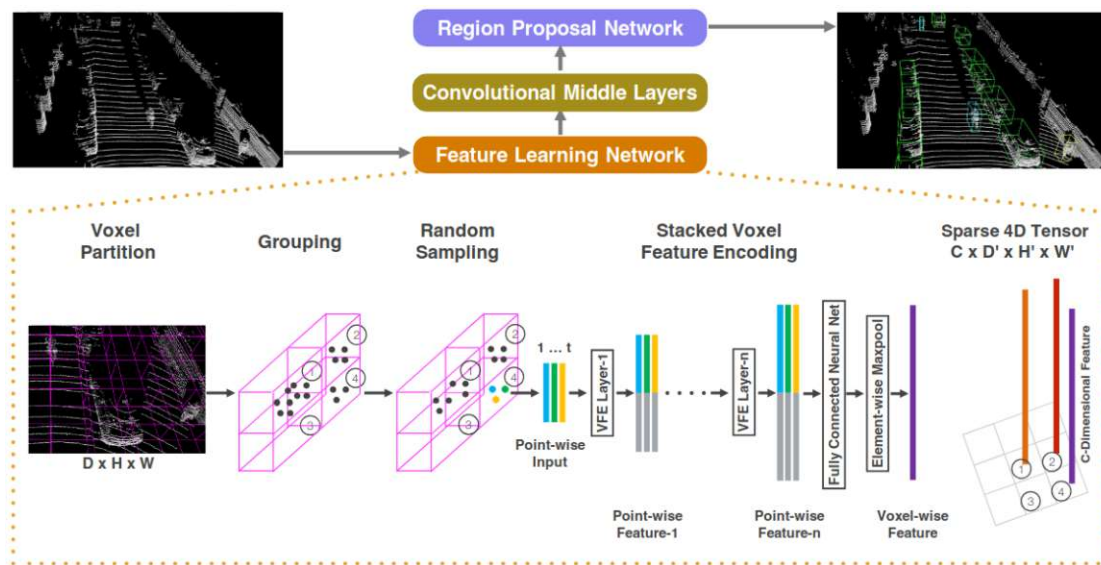 Region Proposal Network
Convolutional Middle Layers
Feature Learning Network
Voxel
Partition
Grouping
Random
Sampling
Stacked Voxel
Feature Encoding
Sparse 4D Tensor
C x D' x H' x W'
D x H x W
1
2
3
4
1
2
3
4
1 ... t
Point-wise
Input
VFE Layer-1
Point-wise
Feature-1
VFE Layer-n
Point-wise
Feature-n
Fully Connected Neural Net
Element-wise Maxpool
Voxel-wise
Feature
C-Dimensional Feature
1
2
3
4